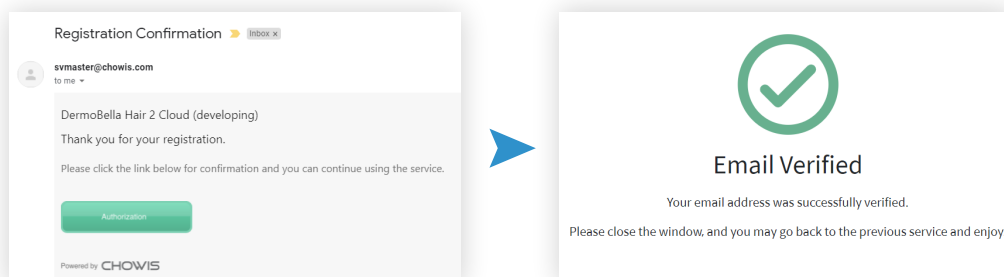 Registration Confirmation Inbox x
svmaster@chowis.com
to me
DermoBella Hair 2 Cloud (developing)
Thank you for your registration.
Please click the link below for confirmation and you can continue using the service.
Authorization
Powered by CHOWIS
Email Verified
Your email address was successfully verified.
Please close the window, and you may go back to the previous service and enjoy